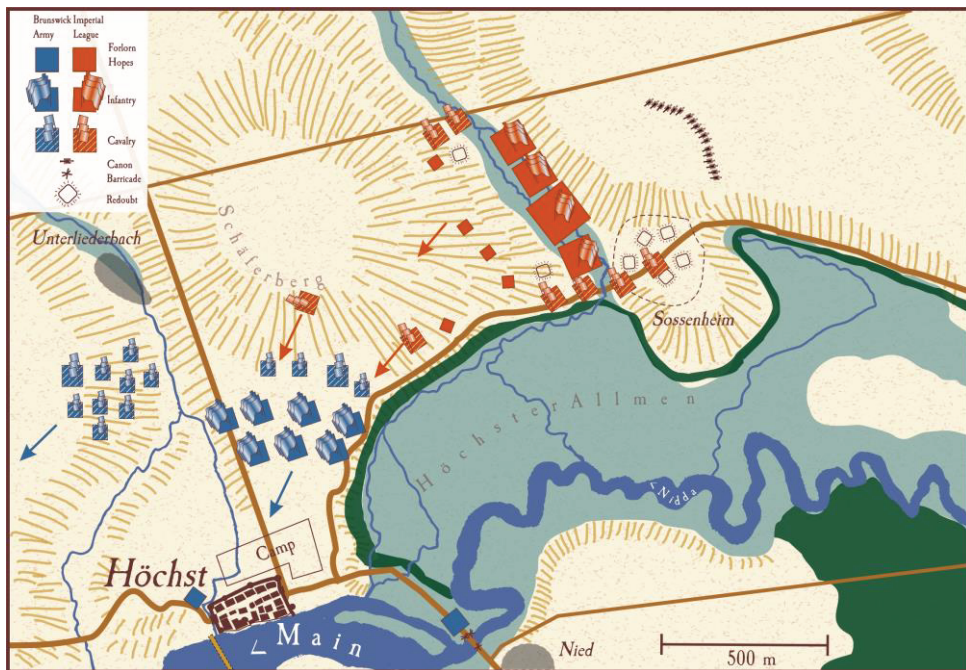 Brunswick Imperial
Army League
Forlorn
Hopes
Infantry
Cavalry
Canon
Barricade
Redoubt
Unterliederbach
Schäferberg
Sossenheim
Höchster Allmen
< Nidda
Camp
Höchst
< Main
Nied
500 m